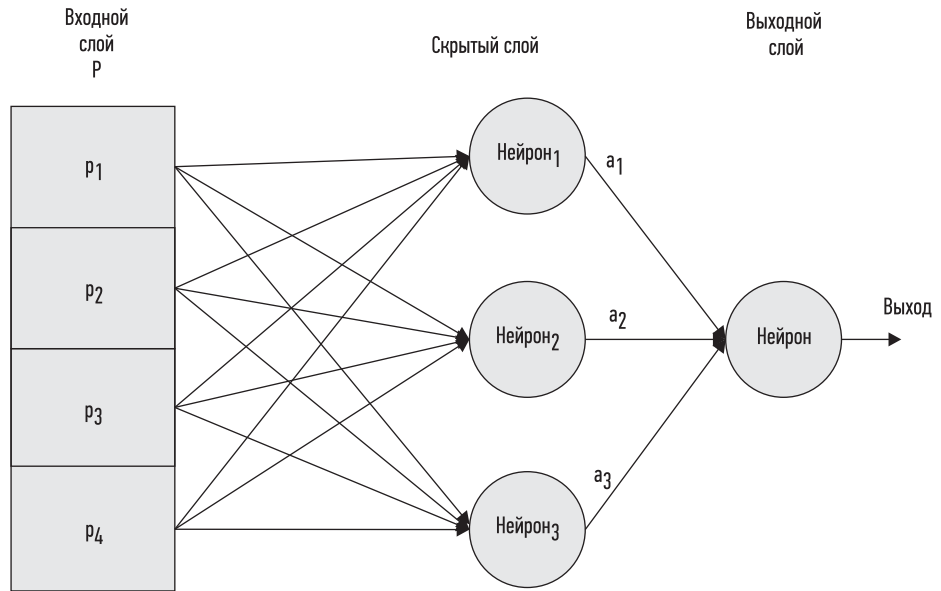 Входной
слой
P
Скрытый слой
Выходной
слой
p1
p2
p3
p4
Нейрон1
Нейрон2
Нейрон3
a1
a2
a3
Нейрон
Выход